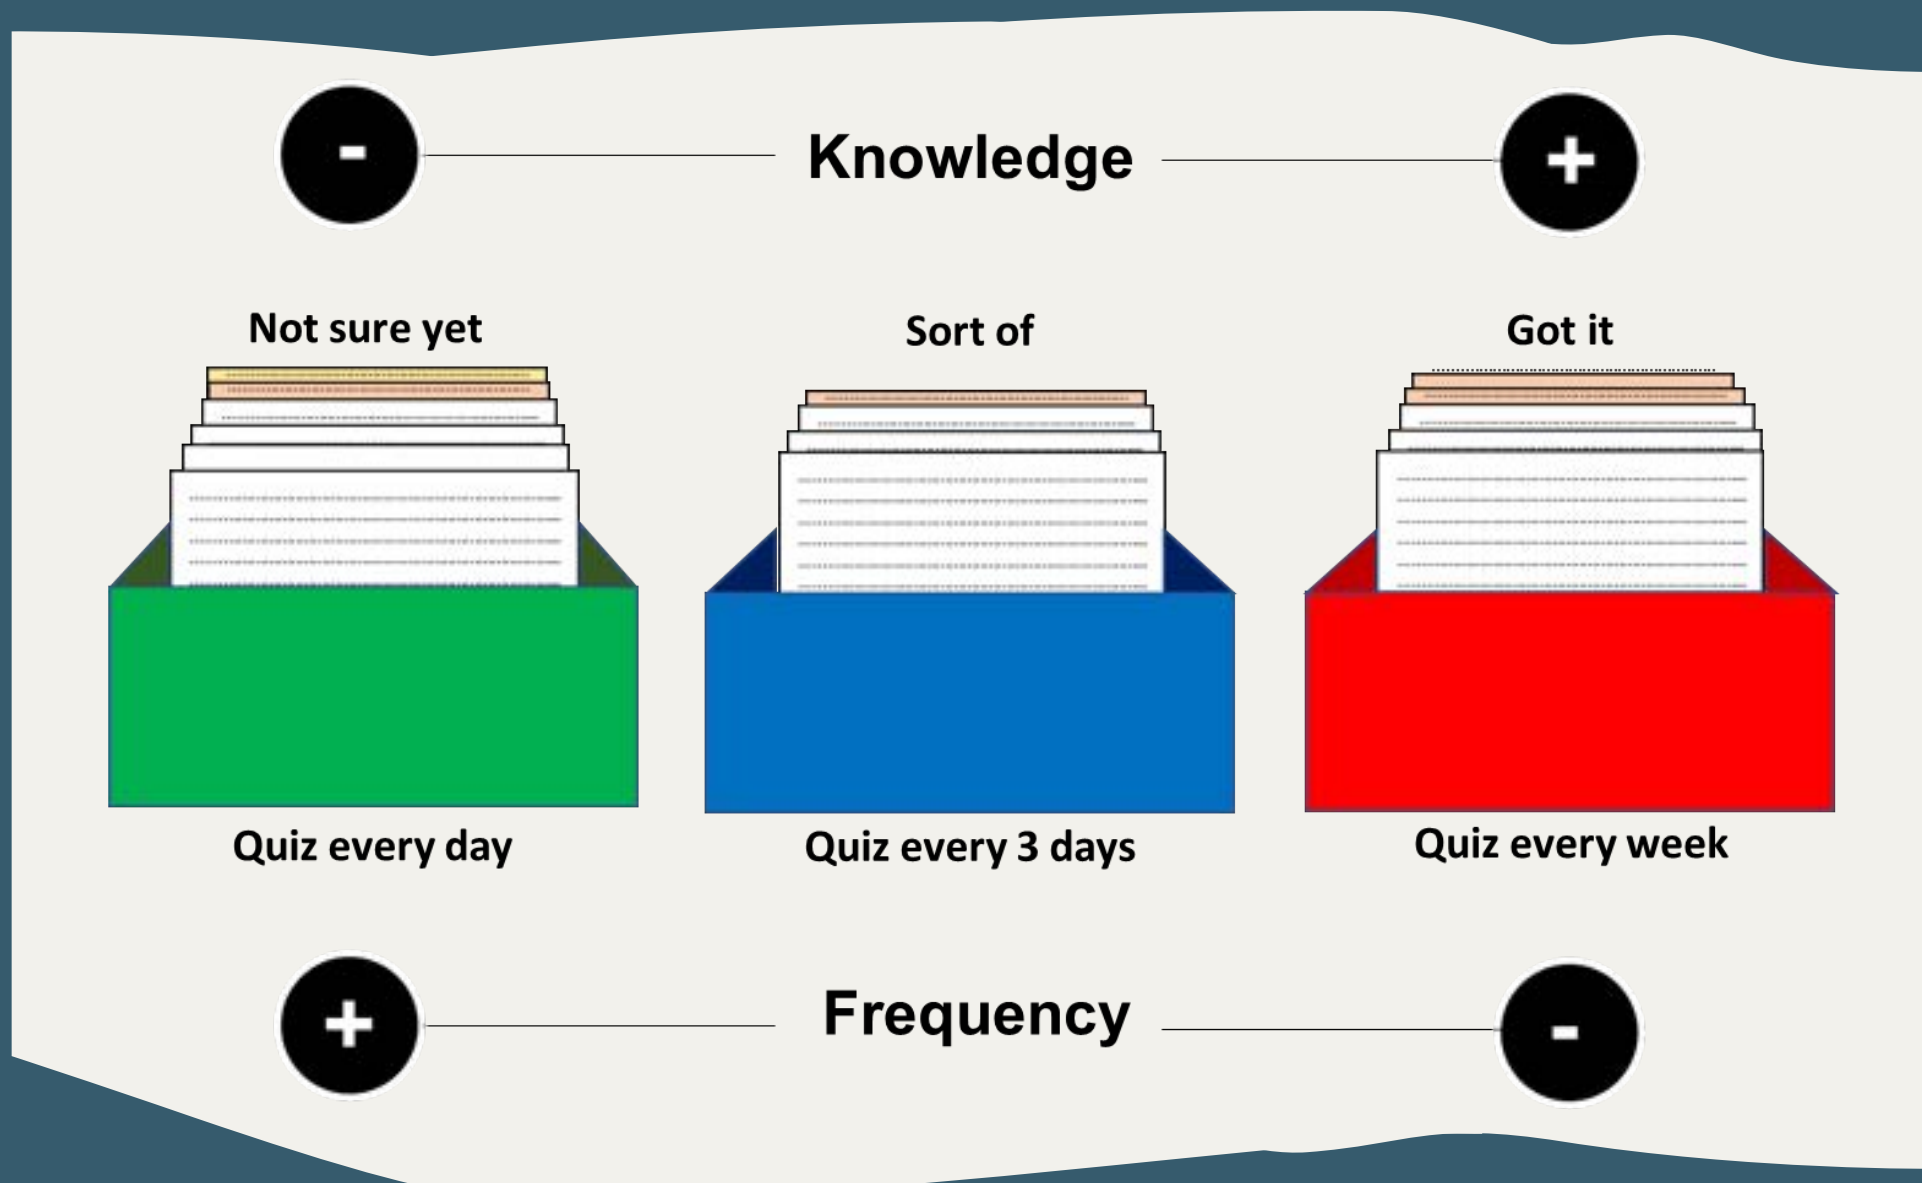 - Knowledge +
Not sure yet
Sort of
Got it
Quiz every day
Quiz every 3 days
Quiz every week
+ Frequency -